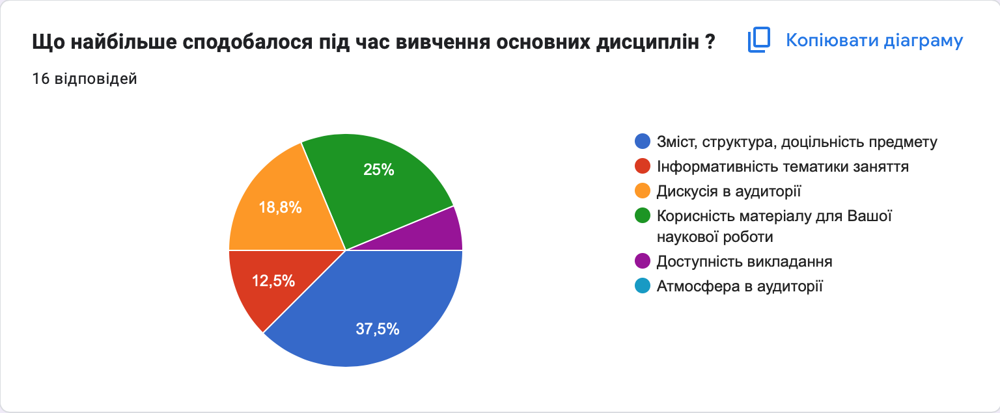 Що найбільше сподобалося під час вивчення основних дисциплін ?
Копіювати діаграму
16 відповідей
25%
18,8%
12,5%
37,5%
Зміст, структура, доцільність предмету
Інформативність тематики заняття
Дискусія в аудиторії
Корисність матеріалу для Вашої
наукової роботи
Доступність викладання
Атмосфера в аудиторії